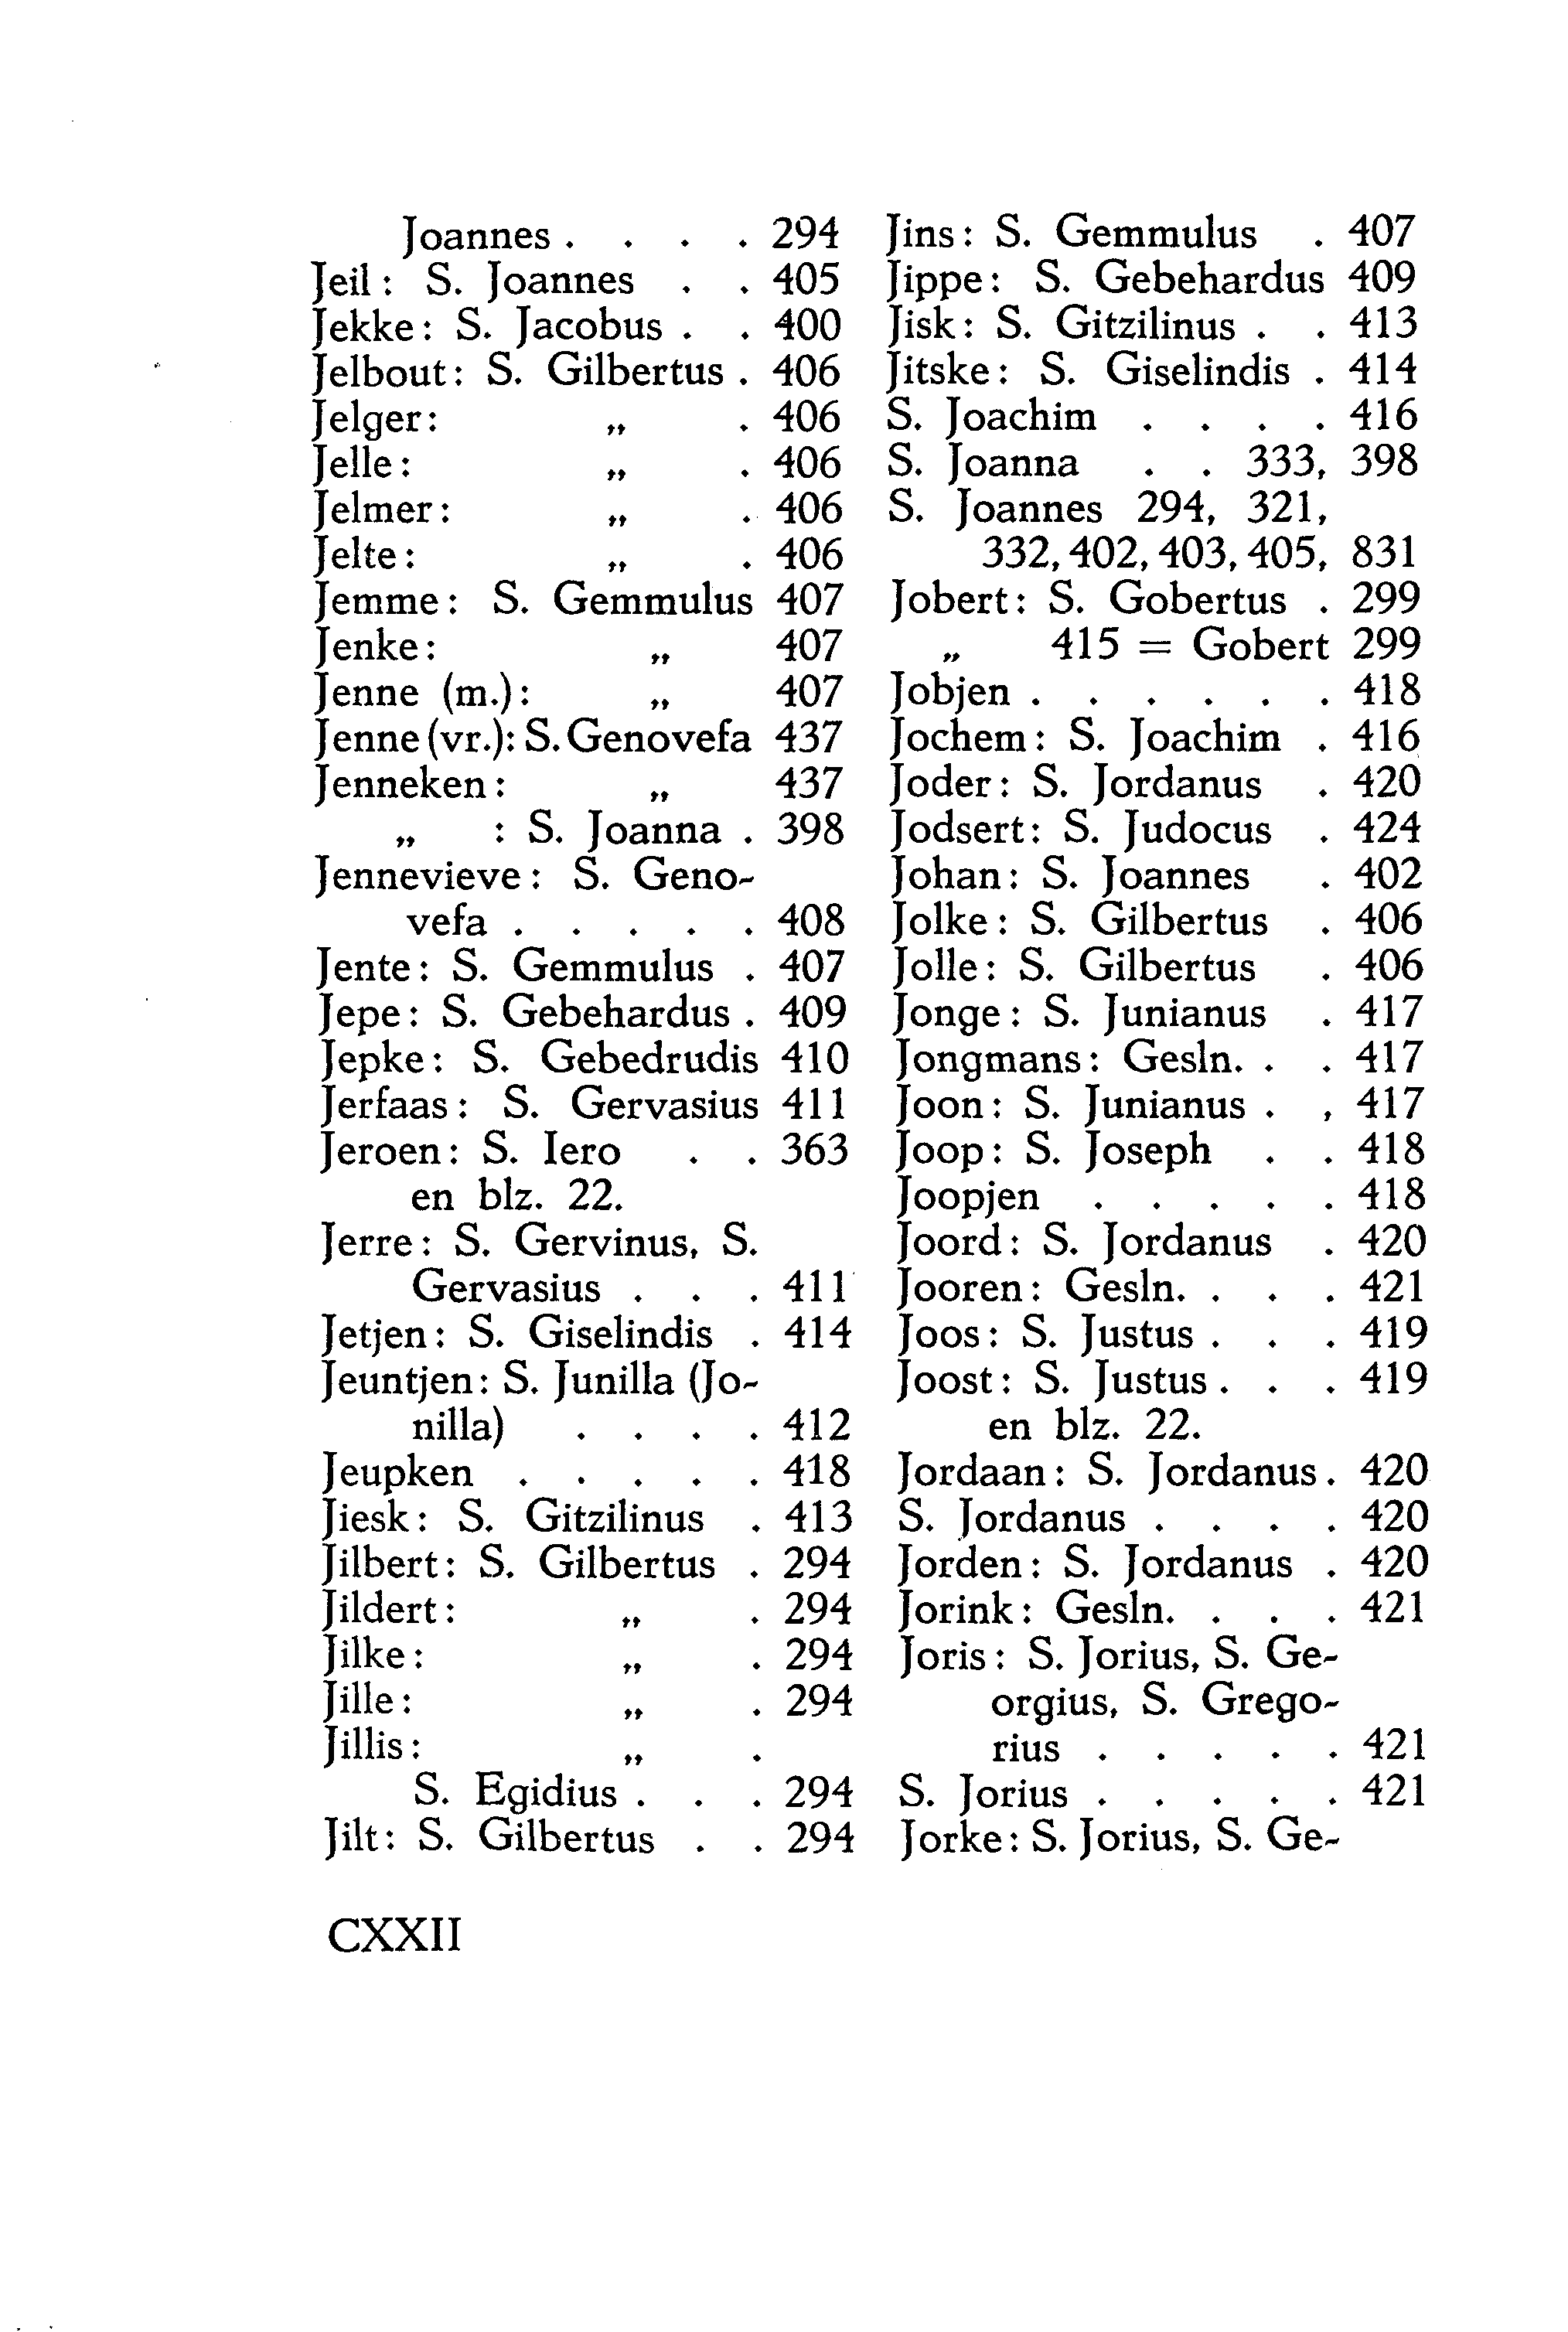 Joannes . . . . 294
Jeil: S. Joannes . . 405
Jekke: S. Jacobus . . 400
Jelbout: S. Gilbertus . 406
Jelger: „ . 406
Jelle: „ . 406
Jelmer: „ . 406
Jelte: „ . 406
Jemme: S. Gemmulus 407
Jenke: „ 407
Jenne (m.): „ 407
Jenne (vr.): S. Genovefa 437
Jenneken: „ 437
„ : S. Joanna . 398
Jennevieve: S. Geno-
vefa . . . . . 408
Jente: S. Gemmulus . 407
Jepe: S. Gebehardus . 409
Jepke: S. Gebedrudis 410
Jerfaas: S. Gervasius 411
Jeroen: S. Iero . . 363
en blz. 22.
Jerre: S. Gervinus, S.
Gervasius . . . 411
Jetjen: S. Giselindis . 414
Jeuntjen: S. Junilla (Jo-
nilla) . . . . 412
Jeupken . . . . . 418
Jiesk: S. Gitzilinus . 413
Jilbert: S. Gilbertus . 294
Jildert: „ . 294
Jilke: „ . 294
Jille: „ . 294
Jillis: „ .
S. Egidius . . . 294
Jilt: S. Gilbertus . . 294
Jins: S. Gemmulus . 407
Jippe: S. Gebehardus 409
Jisk: S. Gitzilinus . . 413
Jitske: S. Giselindis . 414
S. Joachim . . . . 416
S. Joanna . . 333, 398
S. Joannes 294, 321,
332, 402, 403, 405, 831
Jobert: S. Gobertus . 299
„ 415 = Gobert 299
Jobjen . . . . . . 418
Jochem: S. Joachim . 416
Joder: S. Jordanus . 420
Jodsert: S. Judocus . 424
Johan: S. Joannes . 402
Jolke: S. Gilbertus . 406
Jolle: S. Gilbertus . 406
Jonge: S. Junianus . 417
Jongmans: Gesln. . . 417
Joon: S. Junianus . , 417
Joop: S. Joseph . . 418
Joopjen . . . . . 418
Joord: S. Jordanus . 420
Jooren: Gesln. . . . 421
Joos: S. Justus . . . 419
Joost: S. Justus . . . 419
en blz. 22.
Jordaan: S. Jordanus . 420
S. Jordanus . . . . 420
Jorden: S. Jordanus . 420
Jorink: Gesln. . . . 421
Joris: S. Jorius, S. Ge-
orgius, S. Grego-
rius . . . . . 421
S. Jorius . . . . . 421
Jorke: S. Jorius, S. Ge-
CXXII